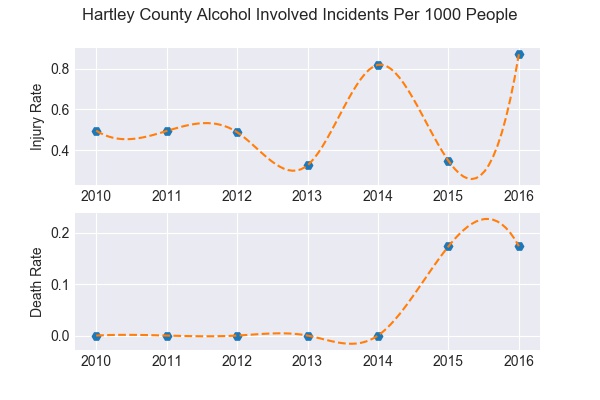 Hartley County Alcohol Involved Incidents Per 1000 People
Injury Rate
0.8
0.6
0.4
2010 2011 2012 2013 2014 2015 2016
Death Rate
0.2
0.1
0.0
2010 2011 2012 2013 2014 2015 2016